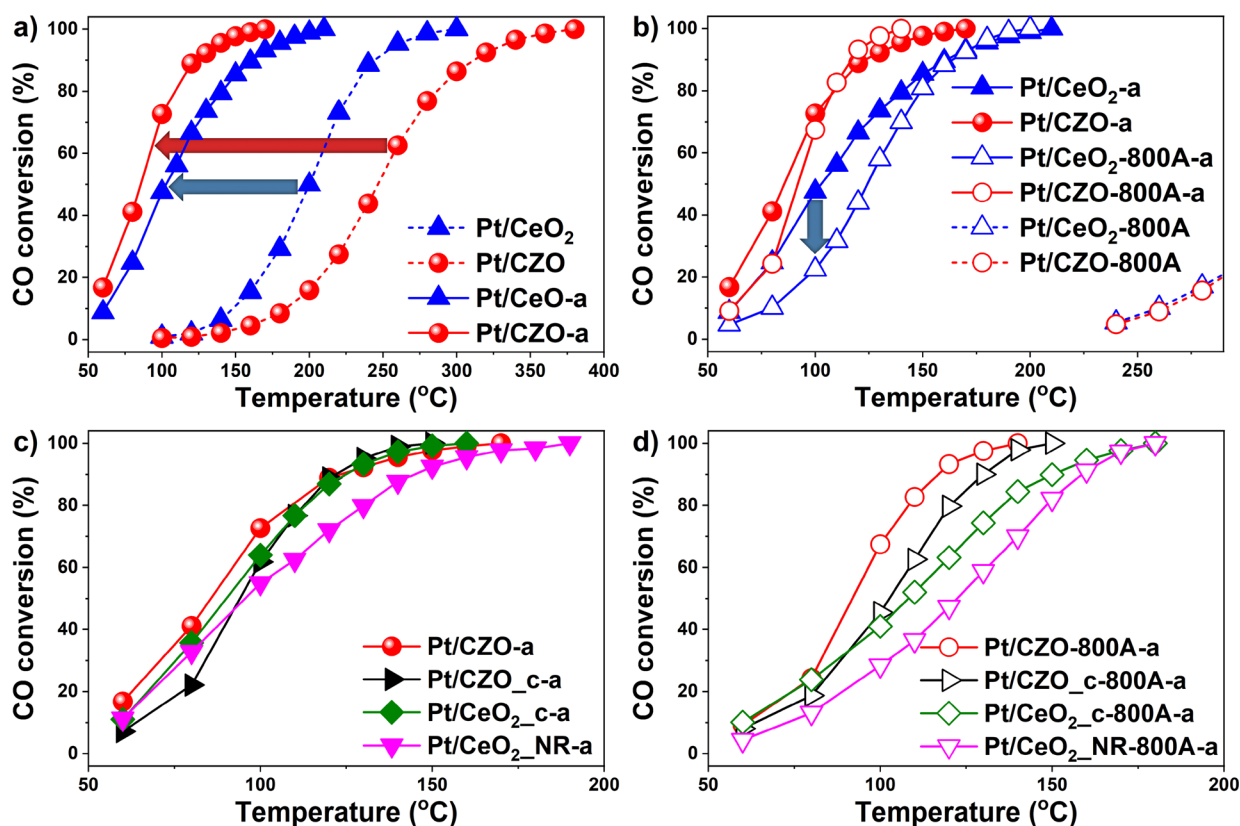 a)
CO conversion (%)
100
80
60
40
20
0
Pt/CeO₂
Pt/CZO
Pt/CeO-a
Pt/CZO-a
50 100 150 200 250 300 350 400
Temperature (°C)
b)
CO conversion (%)
100
80
60
40
20
0
Pt/CeO₂-a
Pt/CZO-a
Pt/CeO₂-800A-a
Pt/CZO-800A-a
Pt/CeO₂-800A
Pt/CZO-800A
50 100 150 200 250
Temperature (°C)
c)
CO conversion (%)
100
80
60
40
20
0
Pt/CZO-a
Pt/CZO_c-a
Pt/CeO₂_c-a
Pt/CeO₂_NR-a
50 100 150 200
Temperature (°C)
d)
CO conversion (%)
100
80
60
40
20
0
Pt/CZO-800A-a
Pt/CZO_c-800A-a
Pt/CeO₂_c-800A-a
Pt/CeO₂_NR-800A-a
50 100 150 200
Temperature (°C)